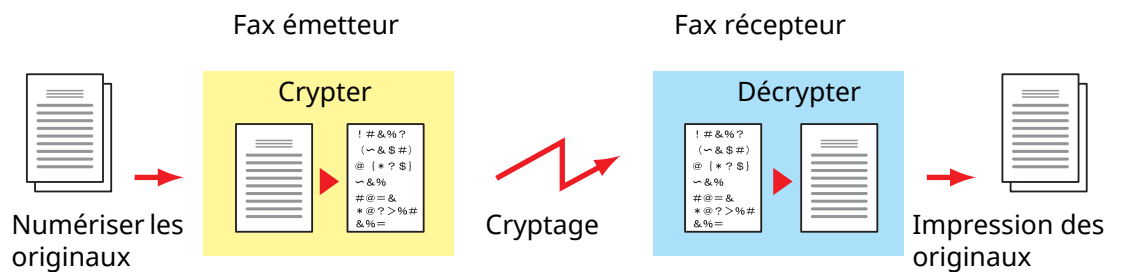 Fax émetteur
Fax récepteur
Crypter
Décrypter
!#&%?
(~&$#)
@{*?$}
~&%
#@=&
*@?>%#
&%=
!#&%?
(~&$#)
@{*?$}
~&%
#@=&
*@?>%#
&%=
Numériser les
originaux
Cryptage
Impression des
originaux